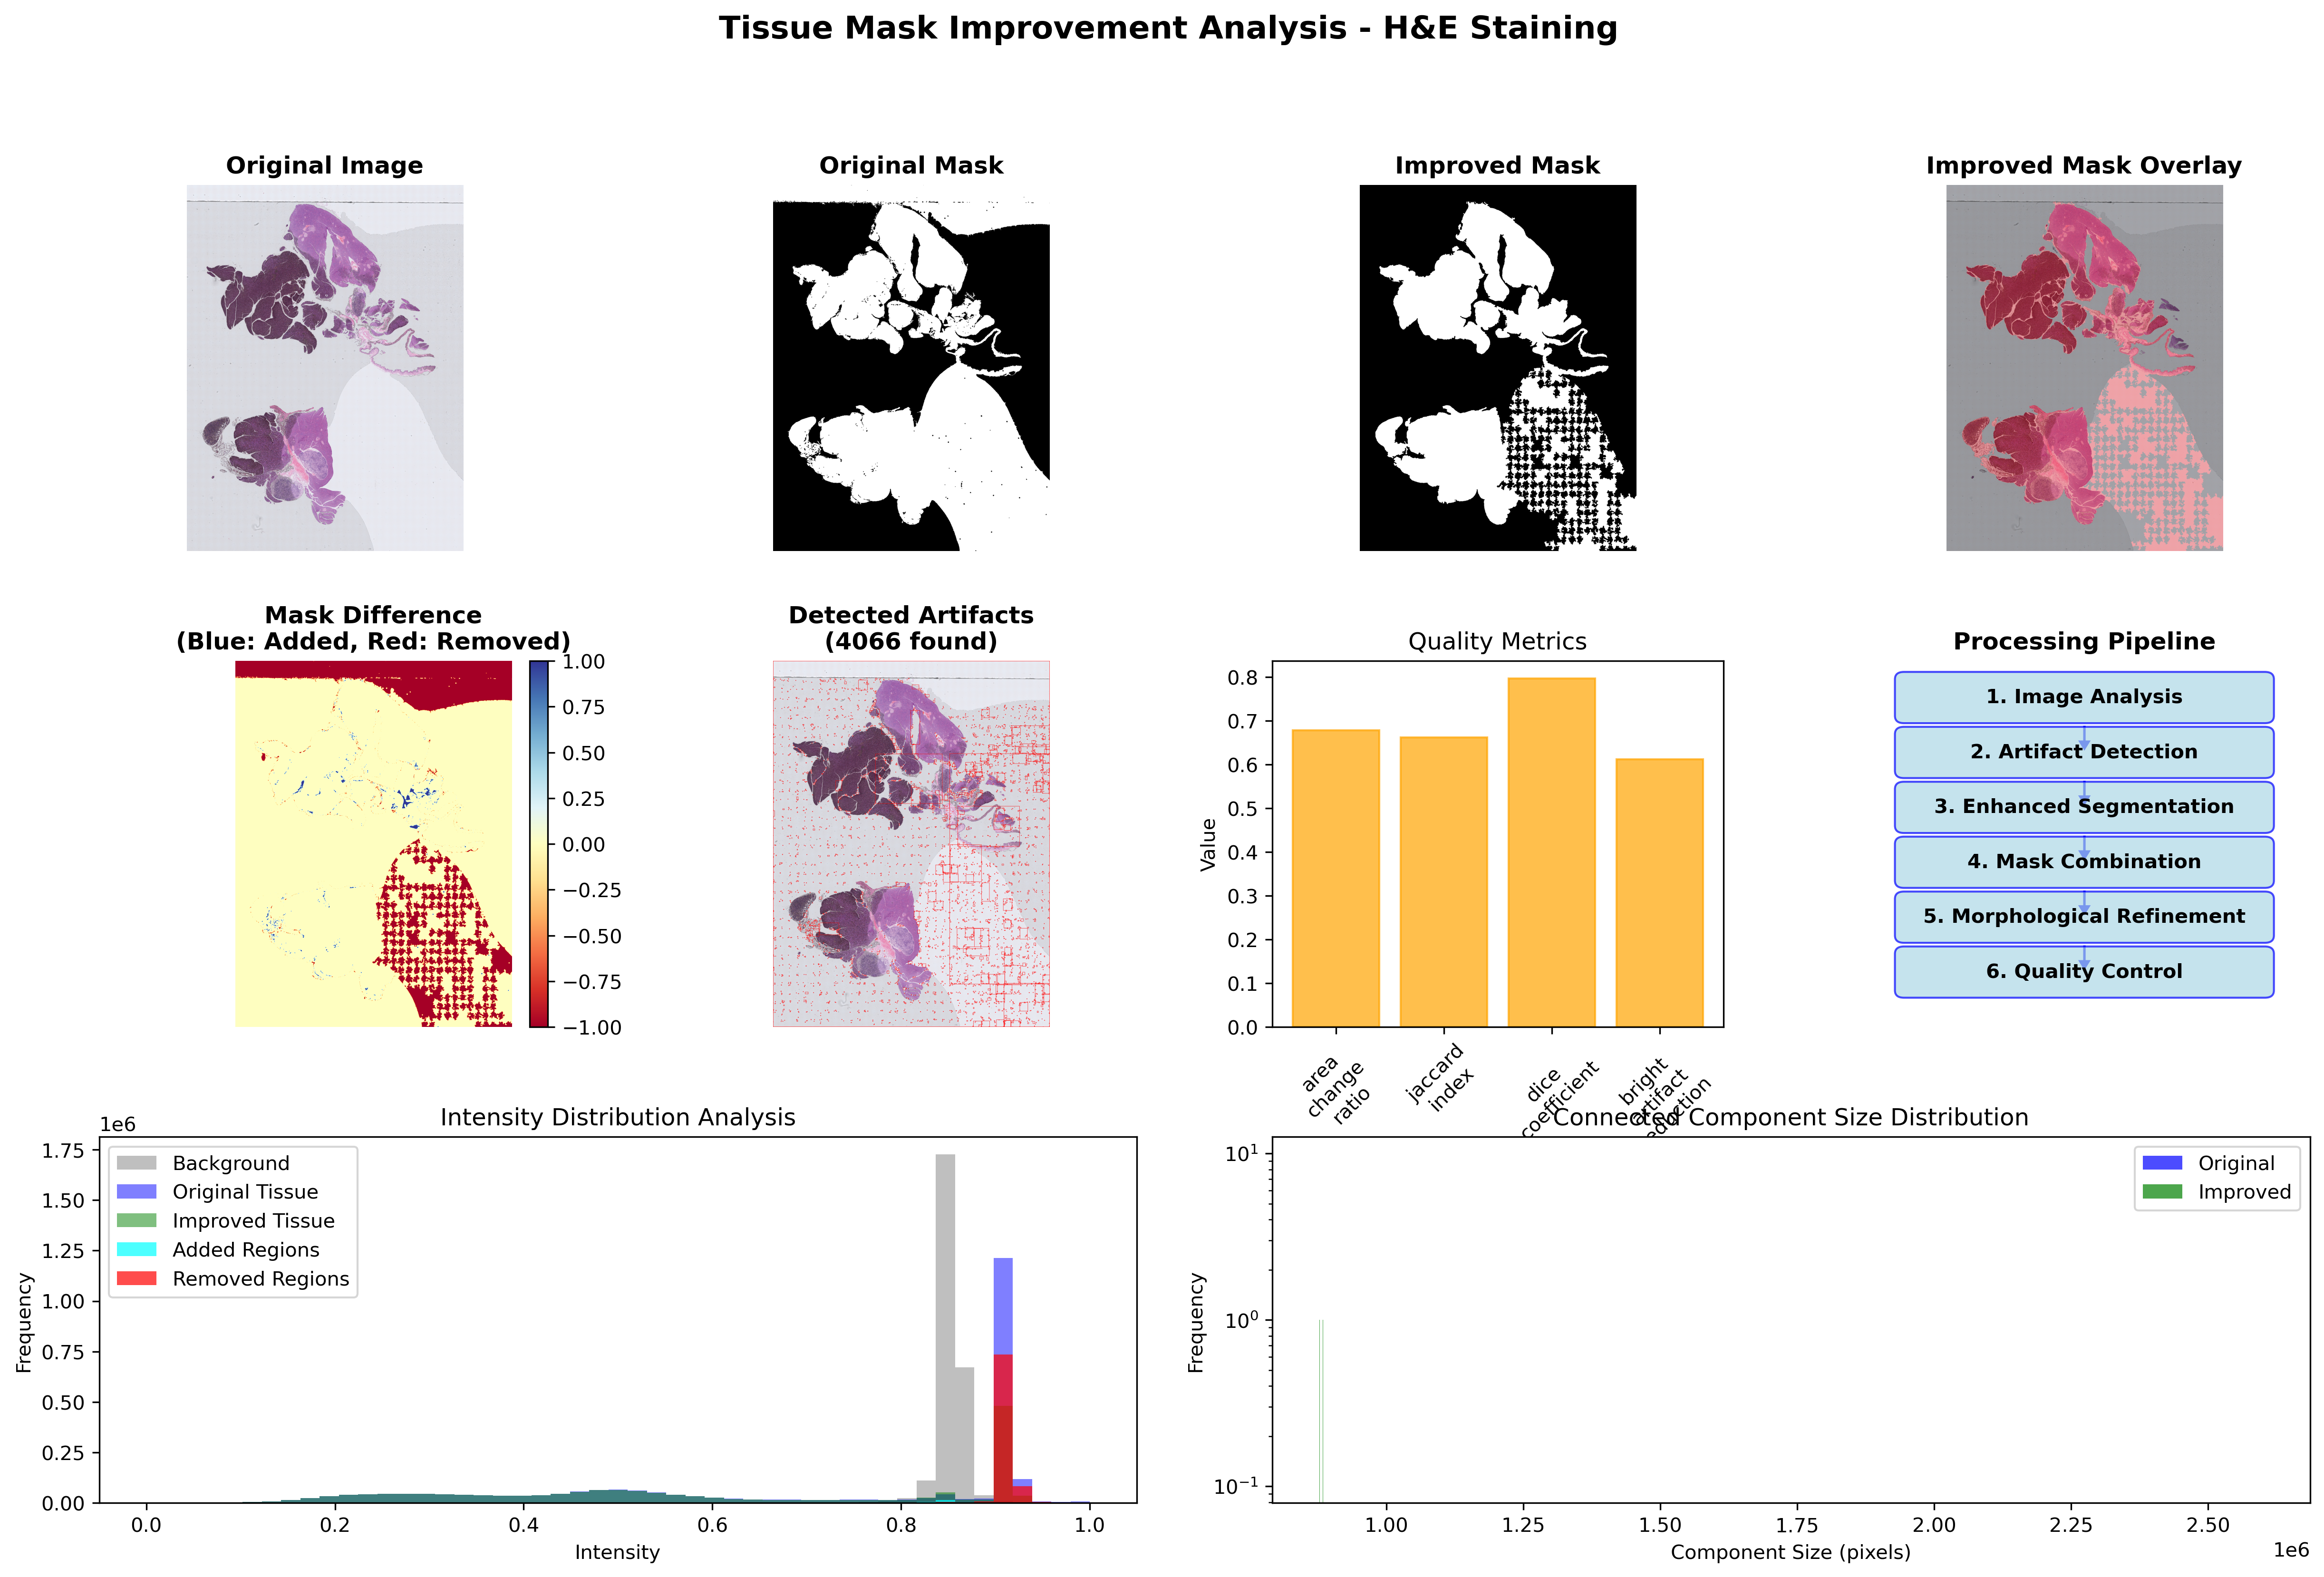 Tissue Mask Improvement Analysis - H&E Staining
Original Image
Original Mask
Improved Mask
Improved Mask Overlay
Mask Difference
(Blue: Added, Red: Removed)
1.00
0.75
0.50
0.25
0.00
−0.25
−0.50
−0.75
−1.00
Detected Artifacts
(4066 found)
Quality Metrics
Value
0.8
0.7
0.6
0.5
0.4
0.3
0.2
0.1
0.0
area
change
ratio
jaccard
index
dice
coefficient
bright
artifact
Processing Pipeline
1. Image Analysis
2. Artifact Detection
3. Enhanced Segmentation
4. Mask Combination
5. Morphological Refinement
6. Quality Control
Intensity Distribution Analysis
1e6
Frequency
1.75
1.50
1.25
1.00
0.75
0.50
0.25
0.00
Background
Original Tissue
Improved Tissue
Added Regions
Removed Regions
0.0 0.2 0.4 0.6 0.8 1.0
Intensity
Connected Component Size Distribution
Frequency
10¹
10⁰
10⁻¹
Original
Improved
1.00 1.25 1.50 1.75 2.00 2.25 2.50
Component Size (pixels)
1e6